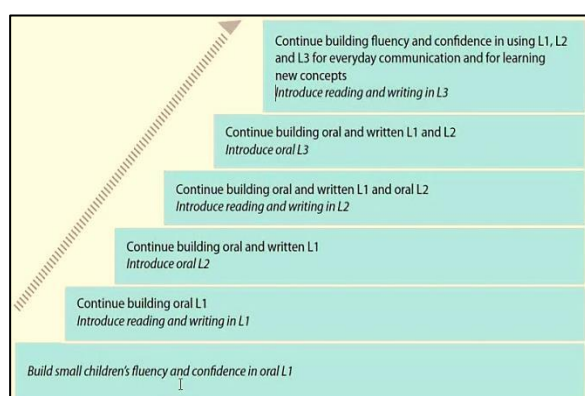 Continue building fluency and confidence in using L1, L2
and L3 for everyday communication and for learning
new concepts
Introduce reading and writing in L3
Continue building oral and written L1 and L2
Introduce oral L3
Continue building oral and written L1 and oral L2
Introduce reading and writing in L2
Continue building oral and written L1
Introduce oral L2
Continue building oral L1
Introduce reading and writing in L1
Build small children's fluency and confidence in oral L1